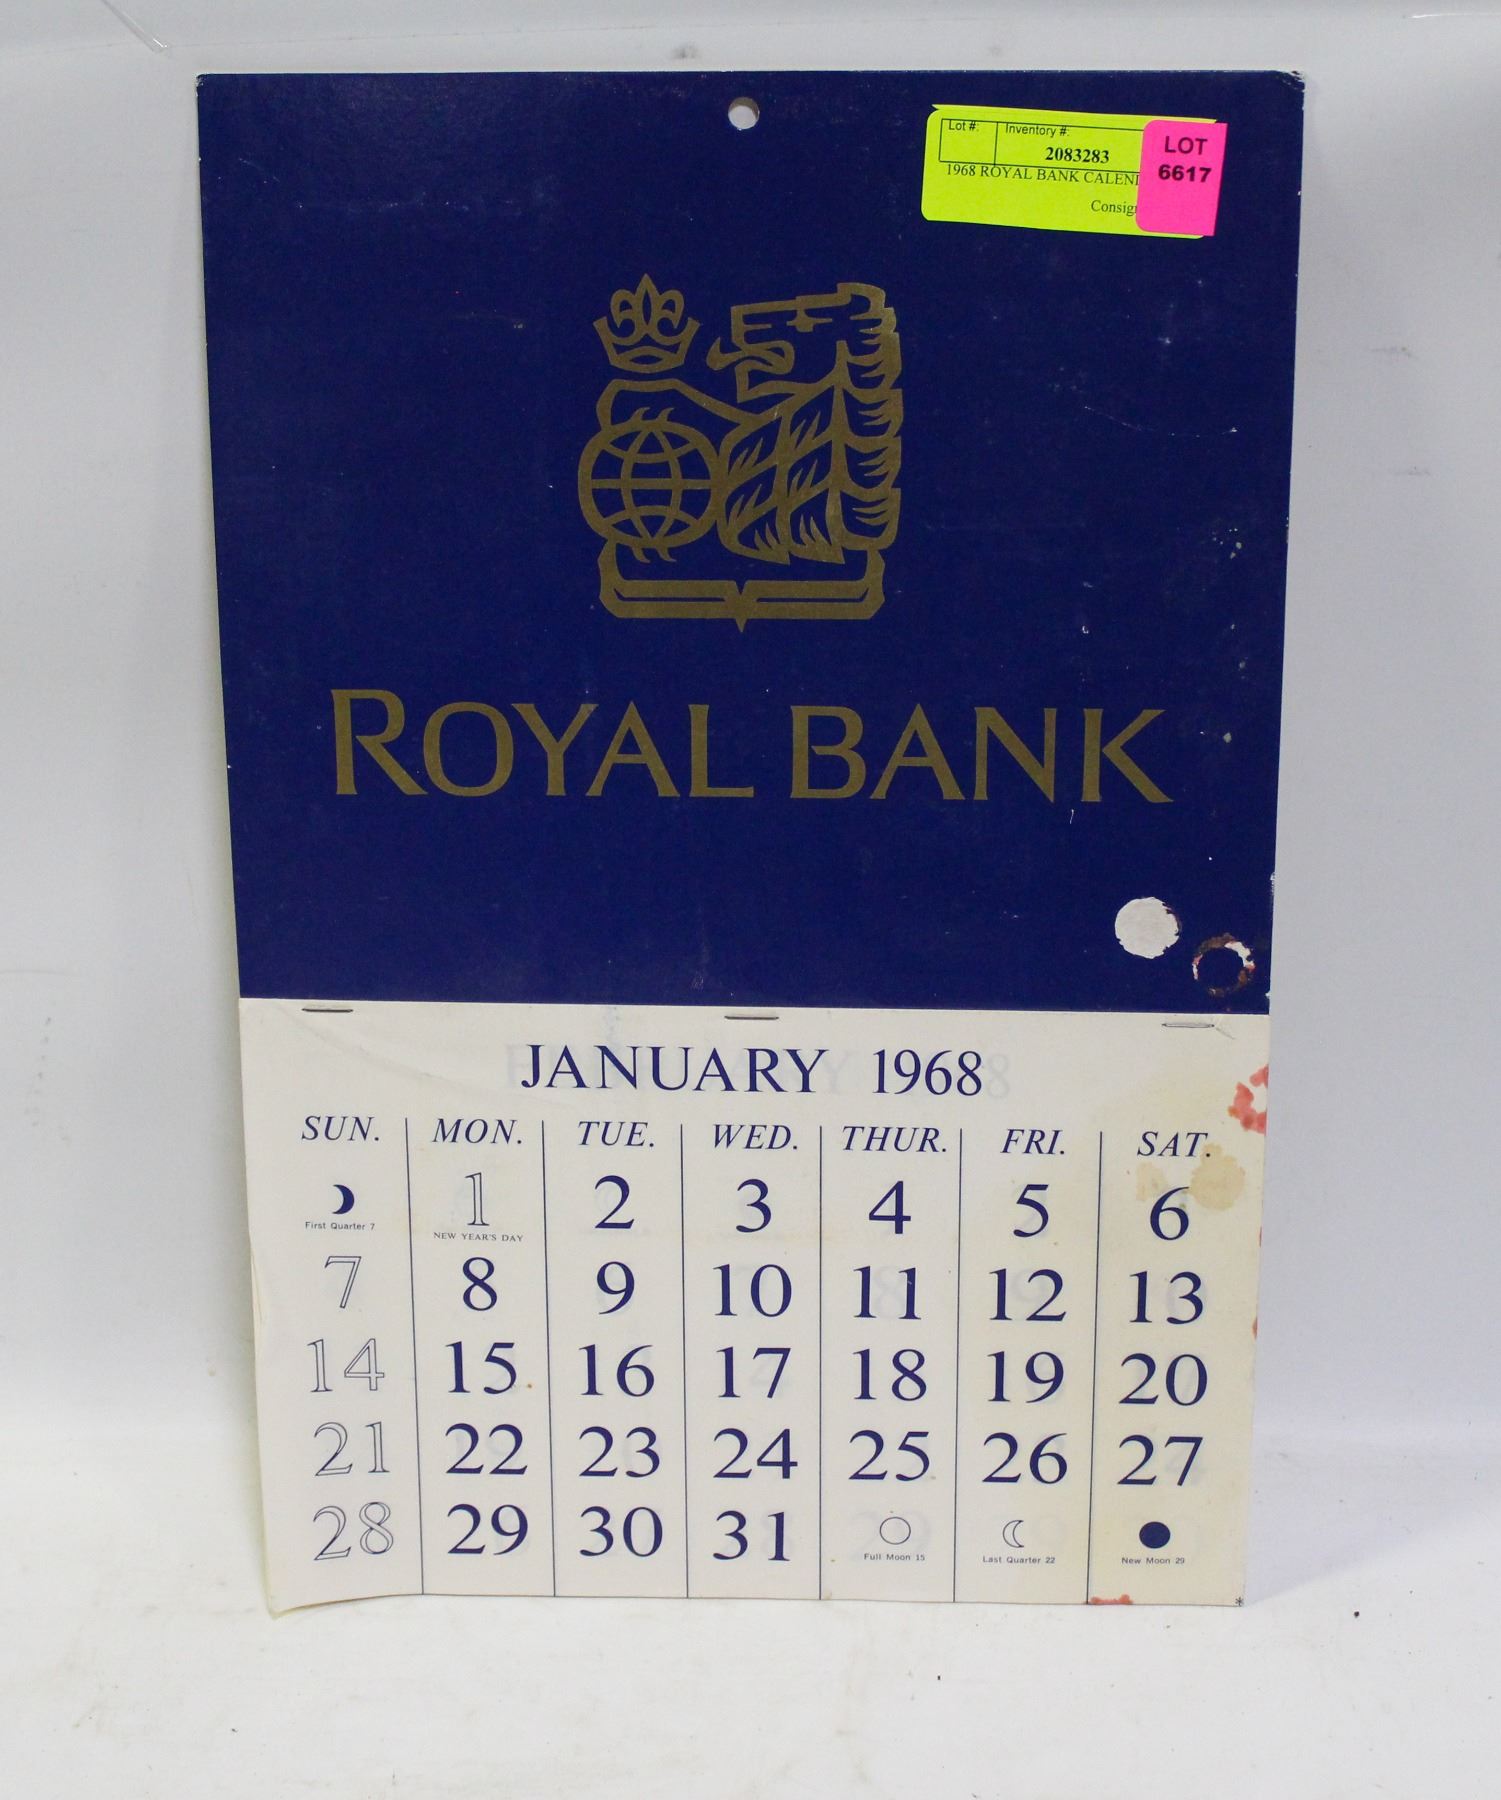 Lot #: Inventory #:
2083283
1968 ROYAL BANK
LOT
6617
ROYAL BANK
JANUARY 1968
SUN. MON. TUE. WED. THUR. FRI. SAT.
1 2 3 4 5 6
First Quarter 7
NEW YEAR'S DAY
7 8 9 10 11 12 13
14 15 16 17 18 19 20
21 22 23 24 25 26 27
28 29 30 31
Full Moon 15 Last Quarter 22 New Moon 29
*